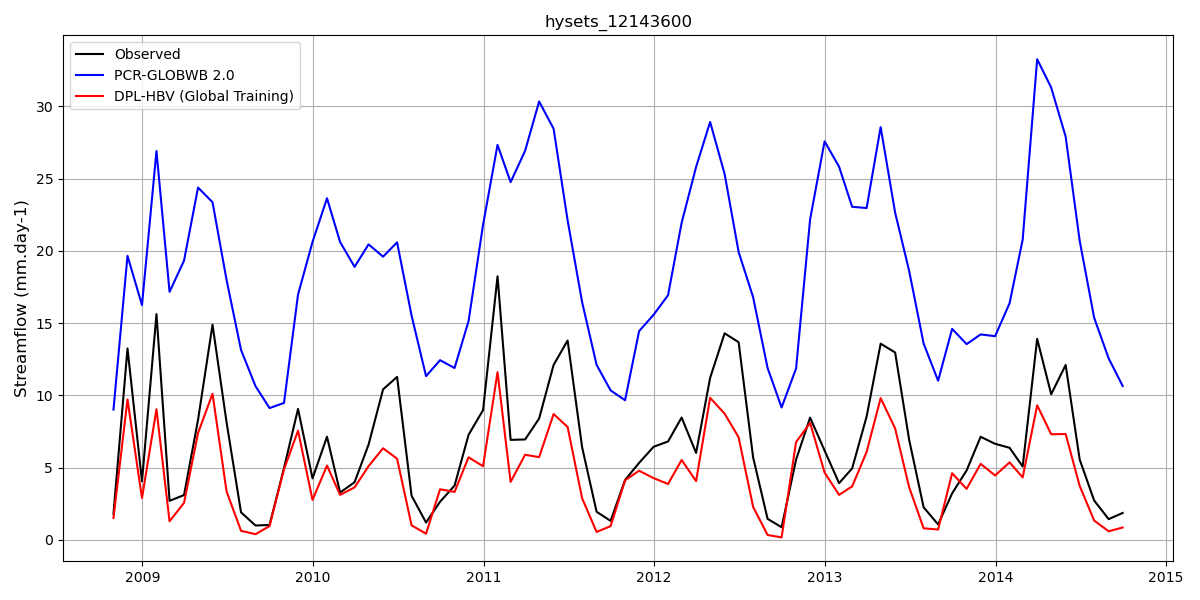 hysets_12143600
Observed
PCR-GLOBWB 2.0
DPL-HBV (Global Training)
Streamflow (mm.day-1)
30
25
20
15
10
5
0
2009 2010 2011 2012 2013 2014 2015